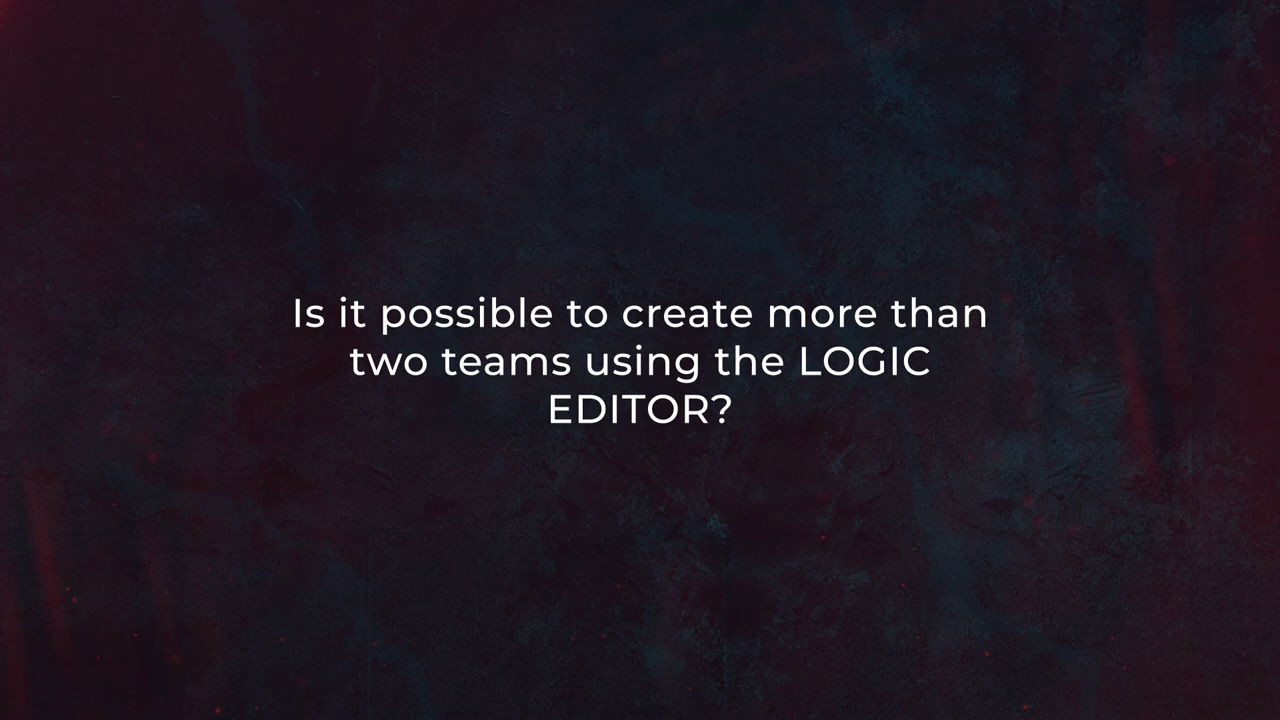 Is it possible to create more than
two teams using the LOGIC
EDITOR?